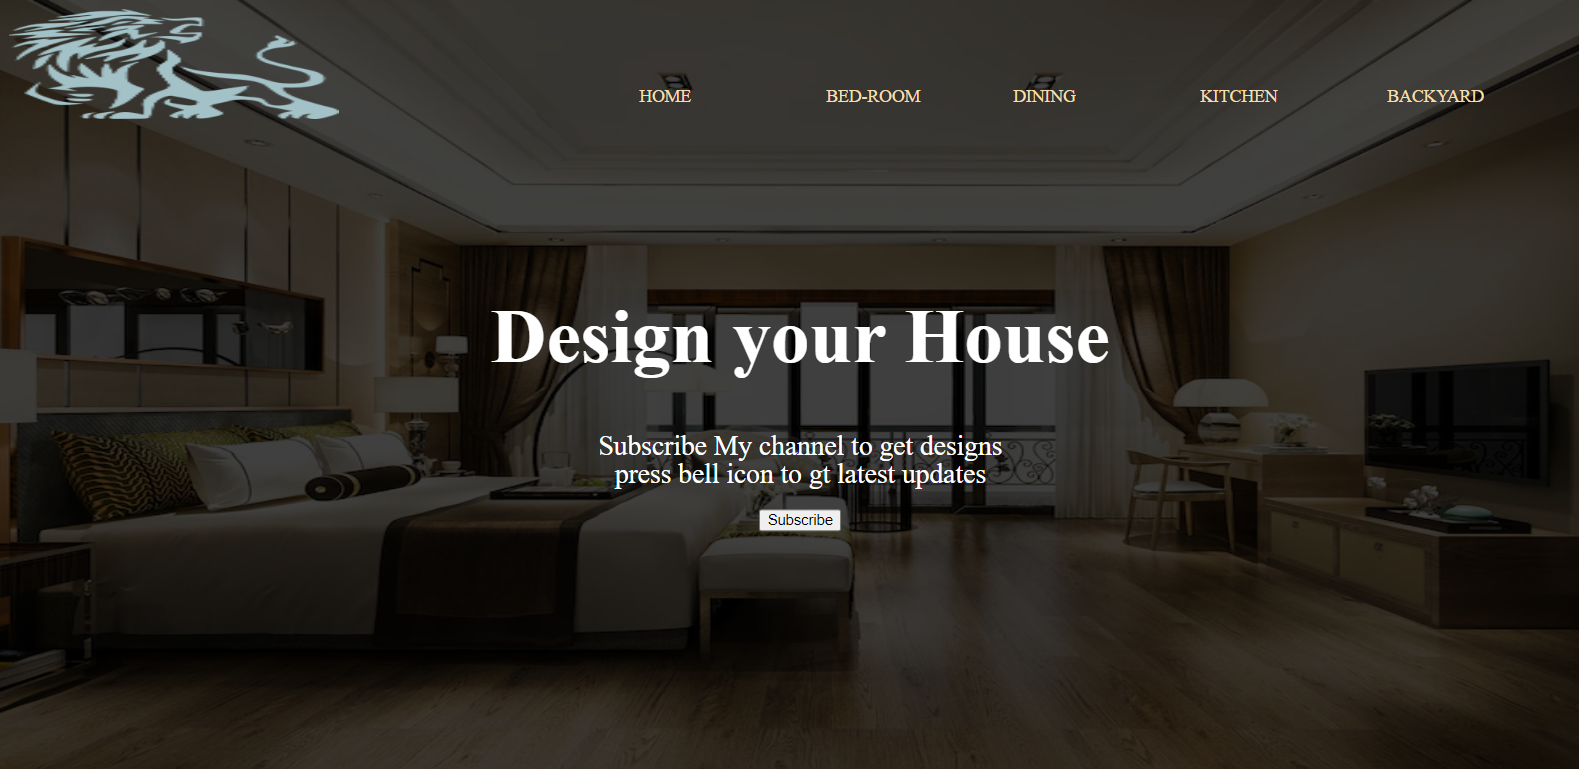 HOME BED-ROOM DINING KITCHEN BACKYARD
Design your House
Subscribe My channel to get designs
press bell icon to gt latest updates
Subscribe